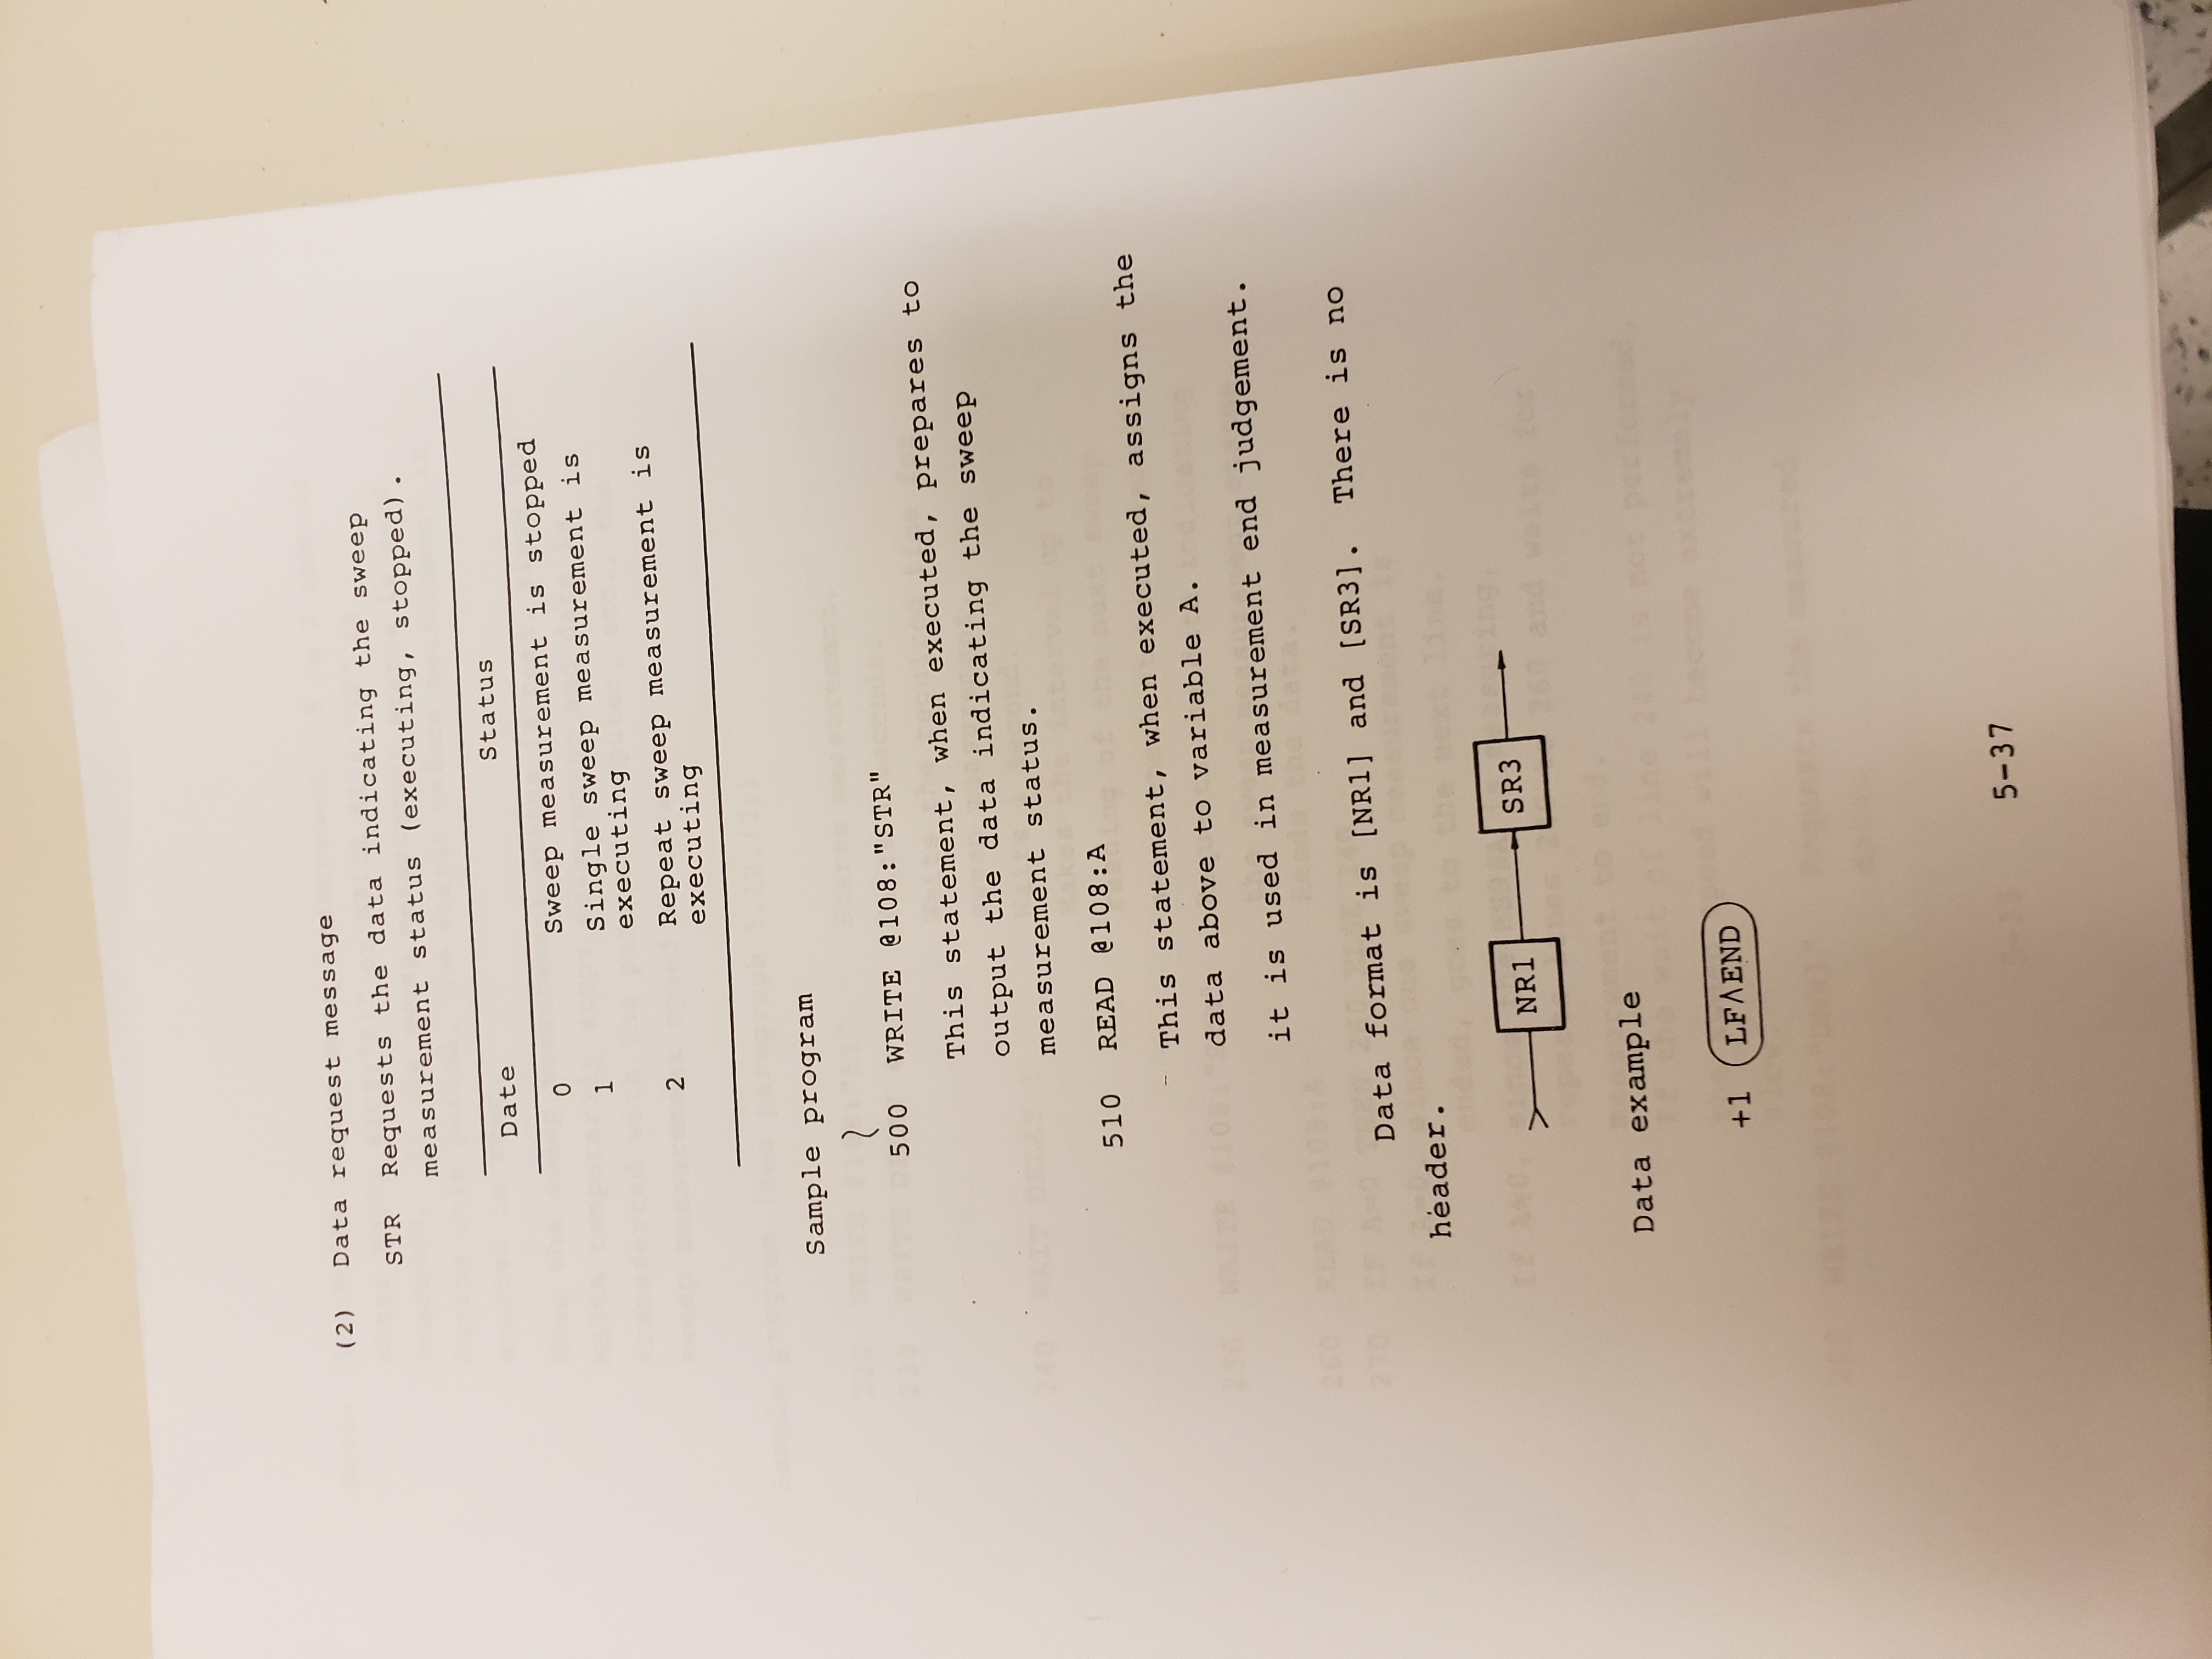 (2) Data request message
STR Requests the data indicating the sweep
measurement status (executing, stopped).
Date Status
0 Sweep measurement is stopped
1 Single sweep measurement is
executing
2 Repeat sweep measurement is
executing
Sample program
500 WRITE @108:"STR"
This statement, when executed, prepares to
output the data indicating the sweep
measurement status.
510 READ @108:A
This statement, when executed, assigns the
data above to variable A.
it is used in measurement end judgement.
Data format is [NR1] and [SR3]. There is no
header.
NR1 SR3
Data example
+1 LF∧END
5-37